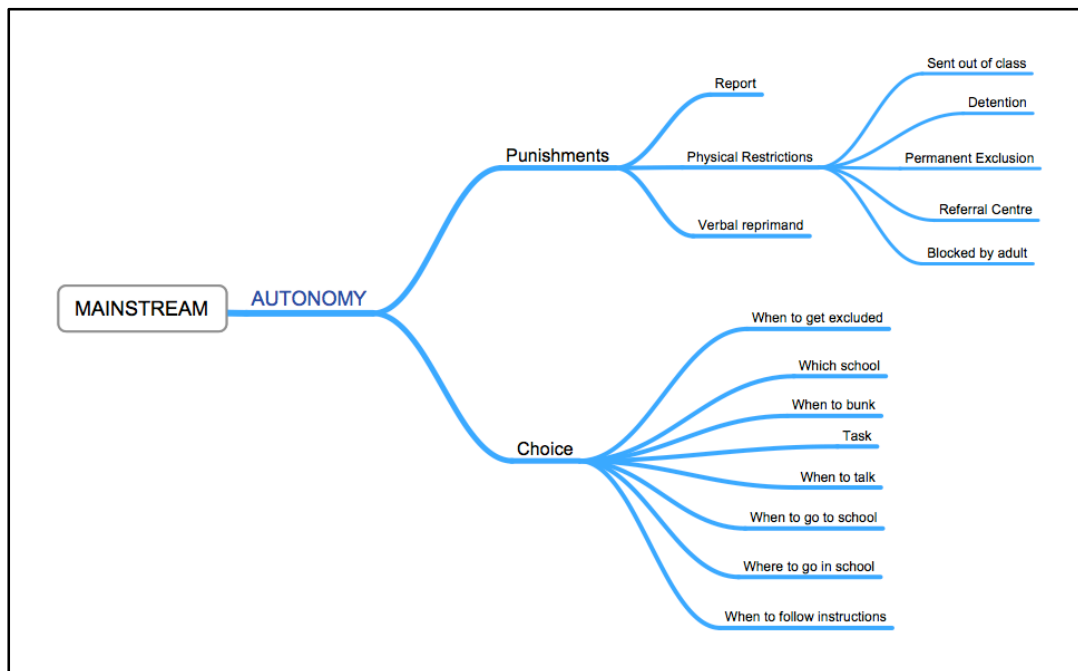 MAINSTREAM
AUTONOMY
Punishments
Report
Physical Restrictions
Sent out of class
Detention
Permanent Exclusion
Referral Centre
Blocked by adult
Verbal reprimand
Choice
When to get excluded
Which school
When to bunk
Task
When to talk
When to go to school
Where to go in school
When to follow instructions